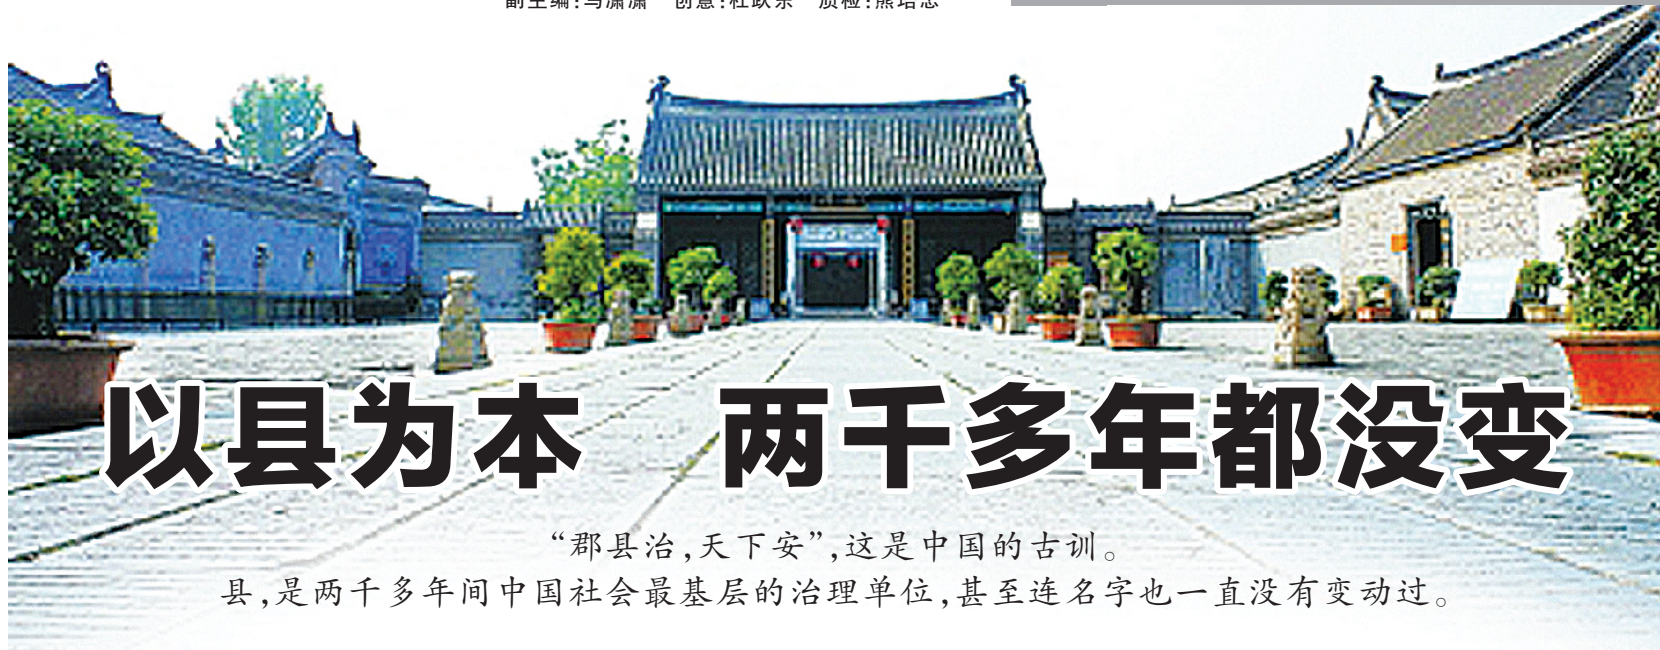 以县为本　两千多年都没变
“郡县治,天下安”,这是中国的古训。
县,是两千多年间中国社会最基层的治理单位,甚至连名字也一直没有变动过。